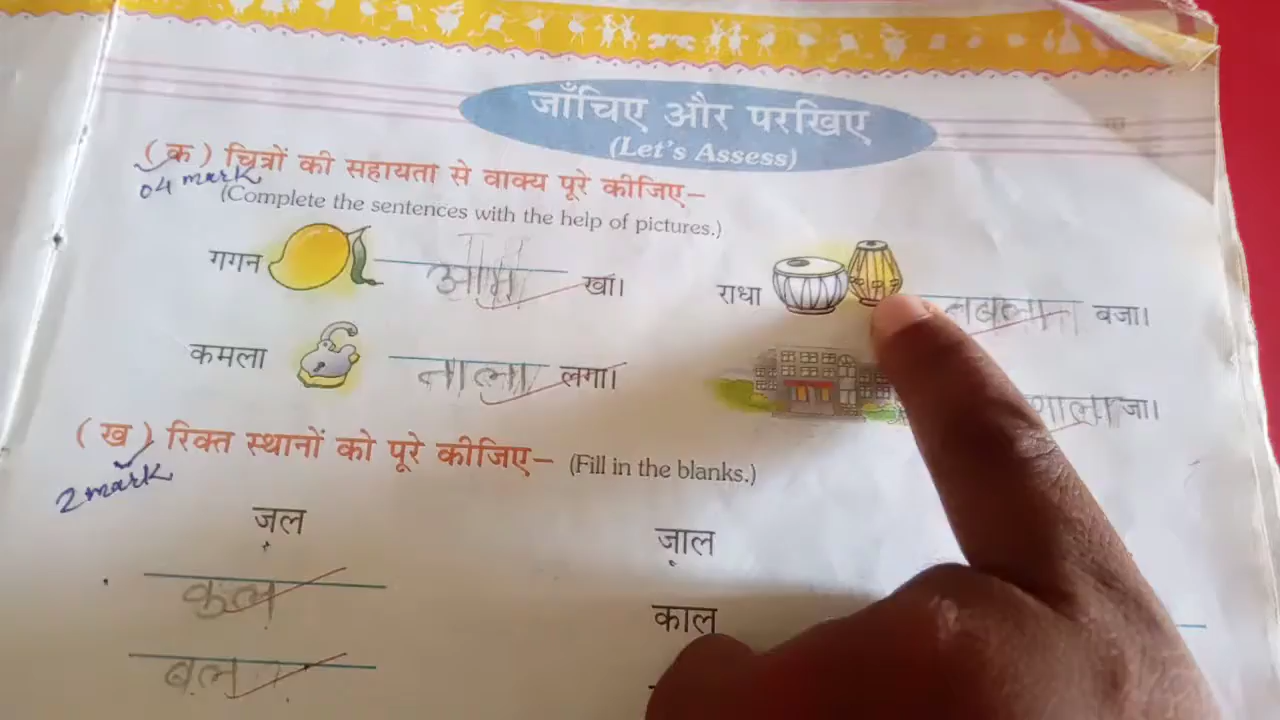 जाँचिए और परखिए
(Let's Assess)
(क) चित्रों की सहायता से वाक्य पूरे कीजिए–
04 mark
(Complete the sentences with the help of pictures.)
गगन आम खा।
राधा तबला बजा।
कमला ताला लगा।
शाला जा।
(ख) रिक्त स्थानों को पूरे कीजिए– (Fill in the blanks.)
2 mark
जल जाल
कल काल
बल